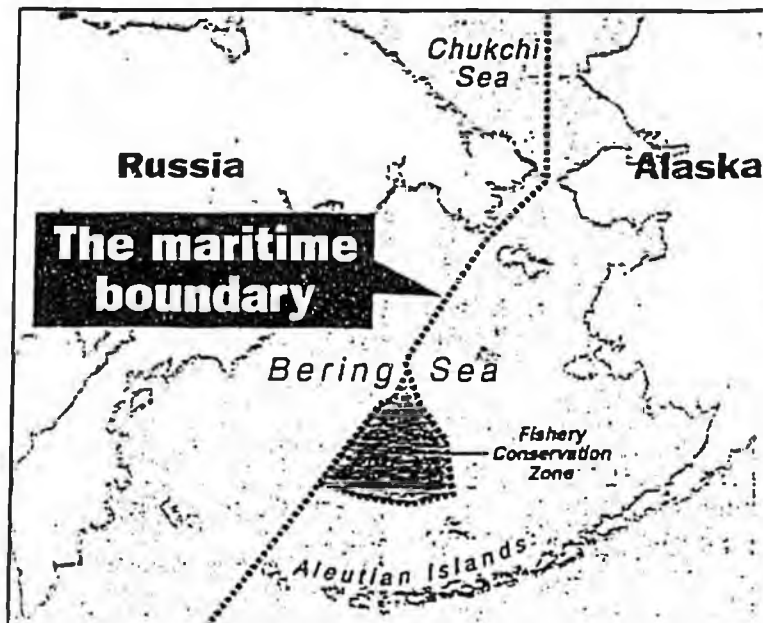 Chukchi
Sea
Russia
Alaska
The maritime
boundary
Bering Sea
Fishery
Conservation
Zone
Aleutian Islands